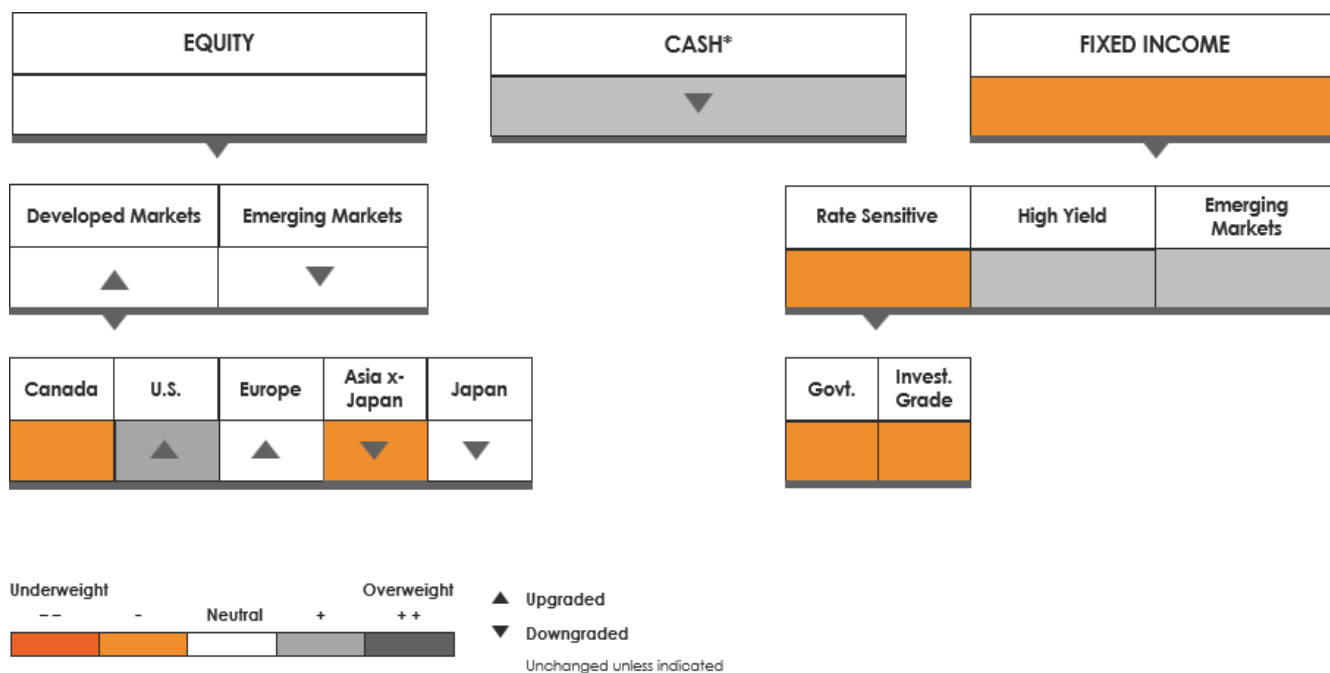 EQUITY
CASH*
FIXED INCOME
Developed Markets
Emerging Markets
Rate Sensitive
High Yield
Emerging
Markets
Canada
U.S.
Europe
Asia x-
Japan
Japan
Govt.
Invest.
Grade
Underweight
Overweight
--
-
Neutral
+
++
▲ Upgraded
▼ Downgraded
Unchanged unless indicated